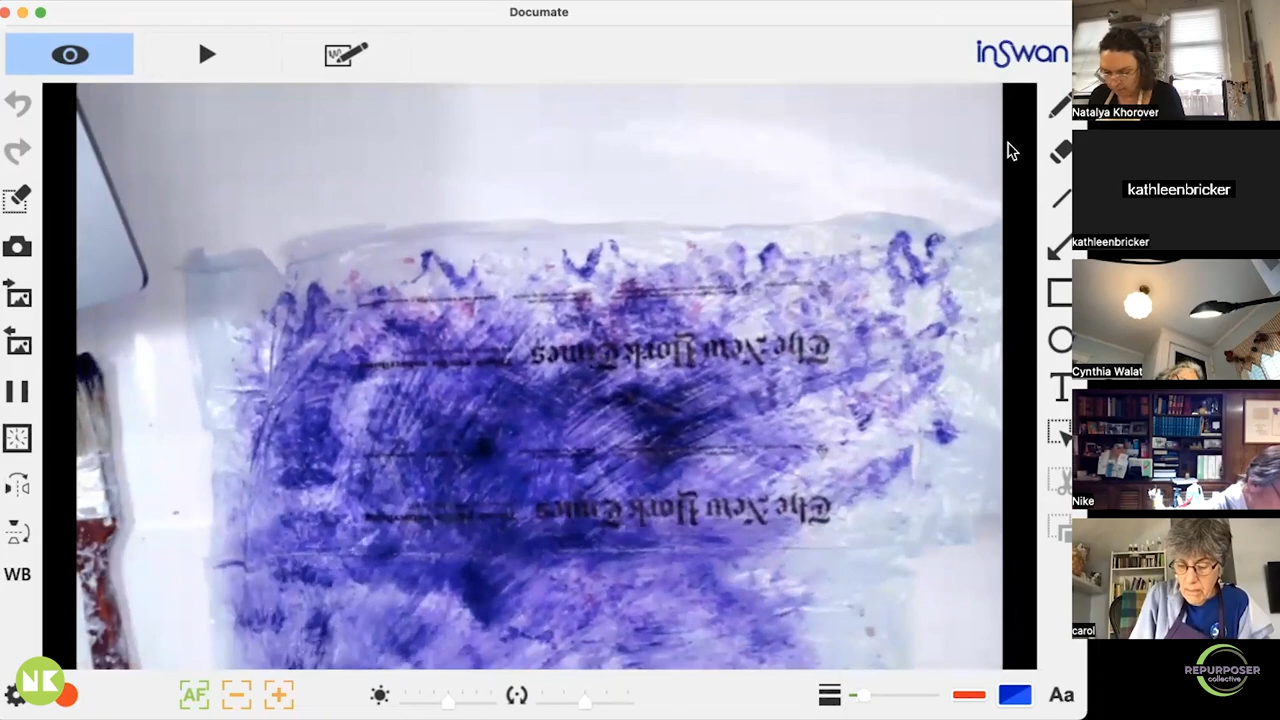 Documate
inSwan
Natalya Khorover
kathleenbricker
kathleenbricker
The New York Times
Cynthia Walat
T
The New York Times
Nike
WB
carol
NK
AF
Aa
REPURPOSER
collective